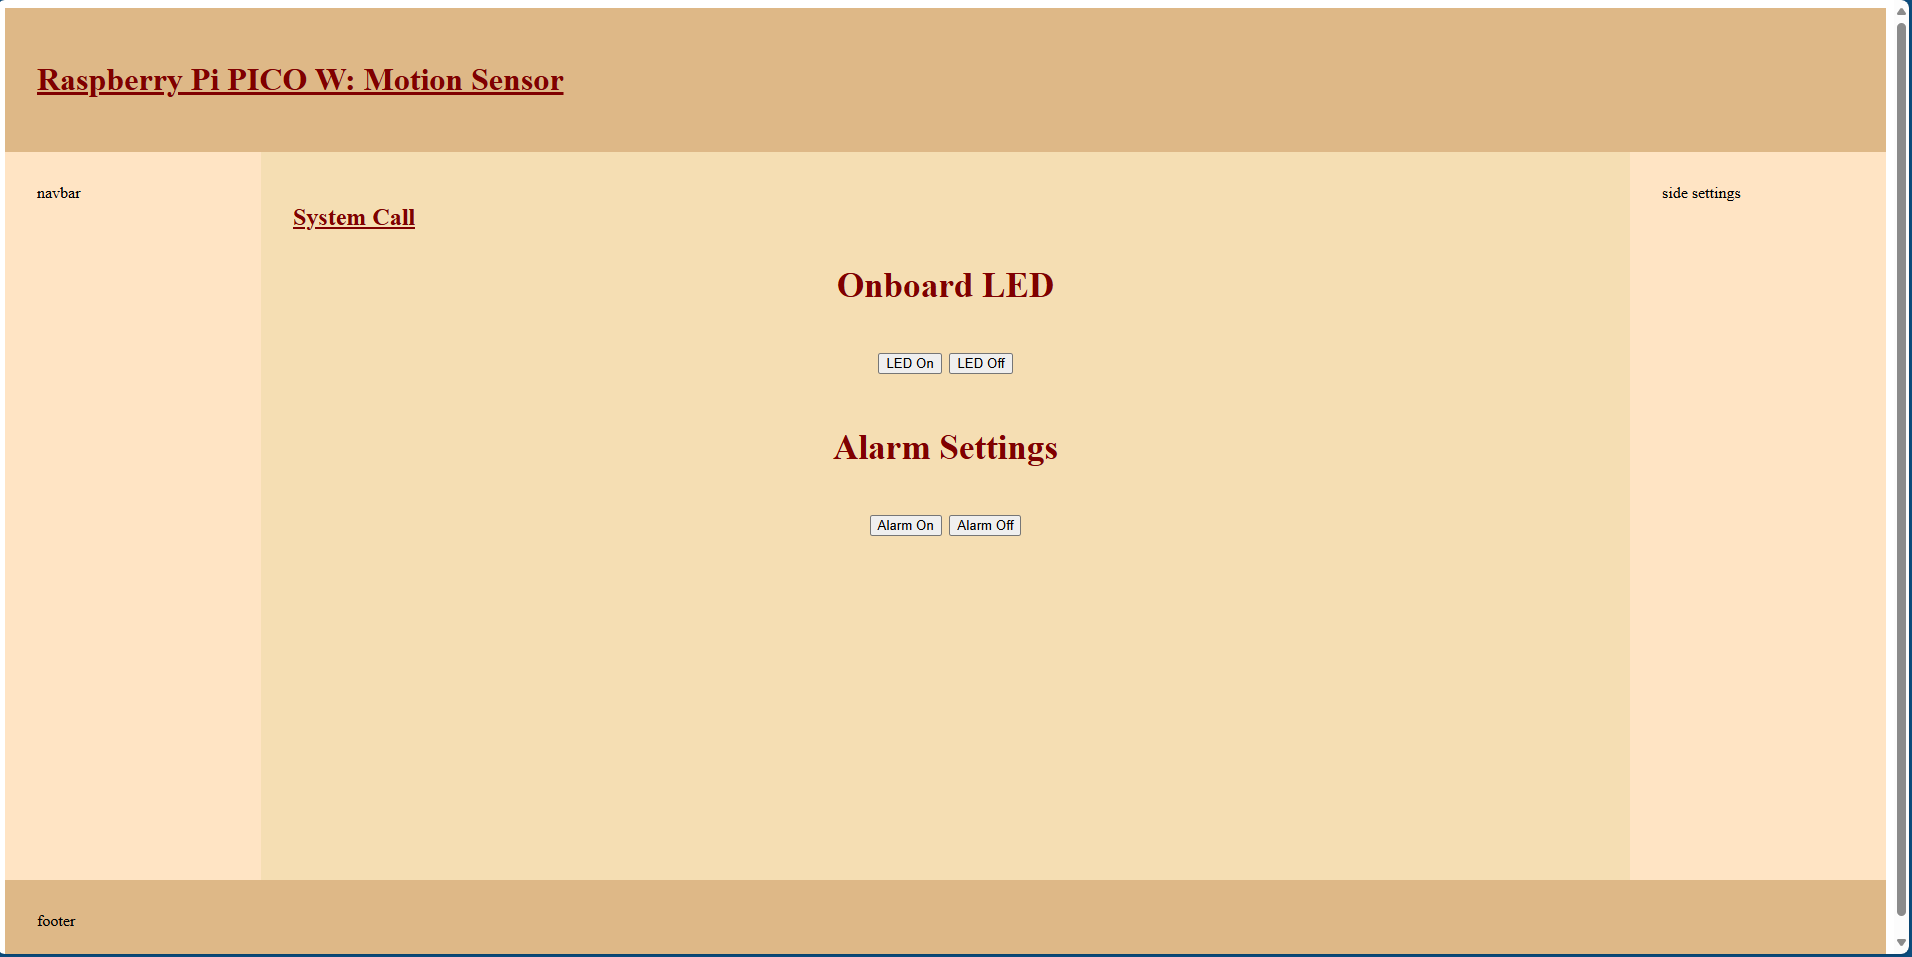 Raspberry Pi PICO W: Motion Sensor
navbar
System Call
Onboard LED
LED On LED Off
Alarm Settings
Alarm On Alarm Off
side settings
footer